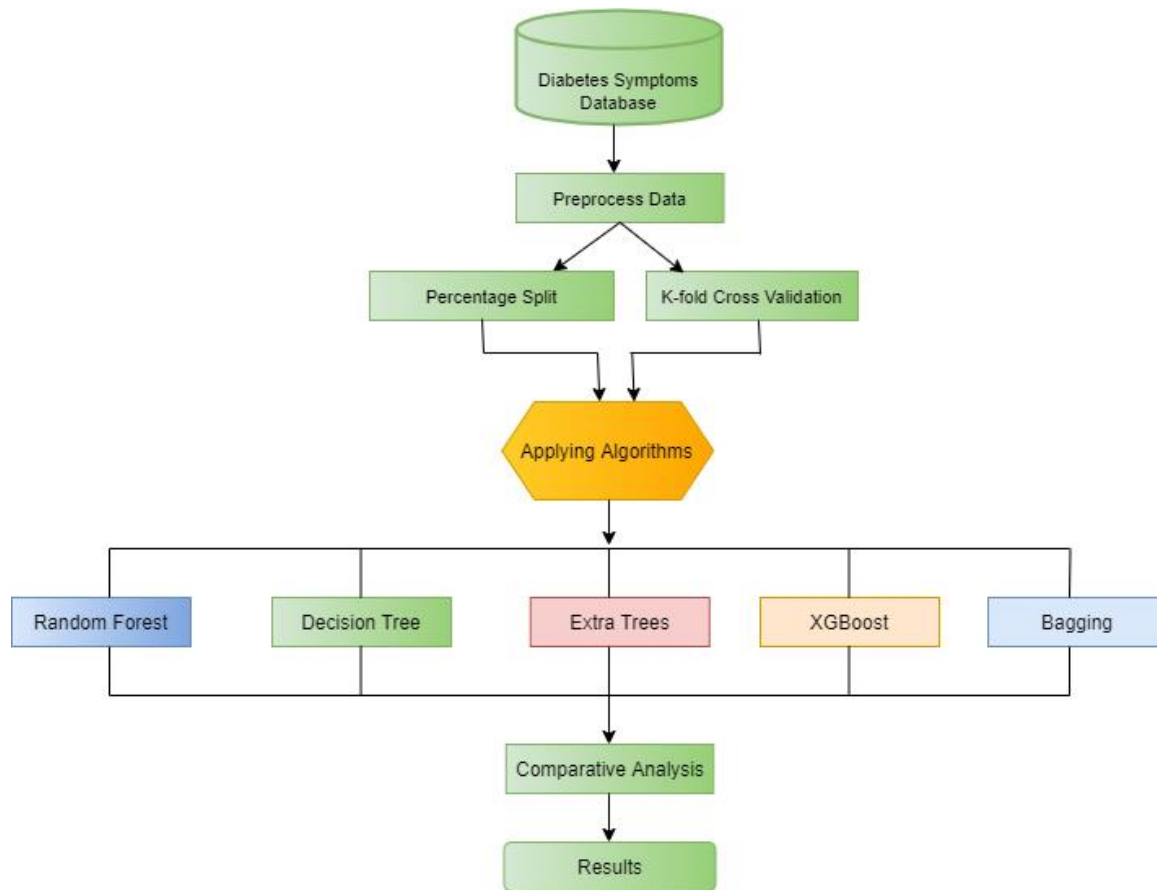 Diabetes Symptoms
Database
Preprocess Data
Percentage Split
K-fold Cross Validation
Applying Algorithms
Random Forest
Decision Tree
Extra Trees
XGBoost
Bagging
Comparative Analysis
Results